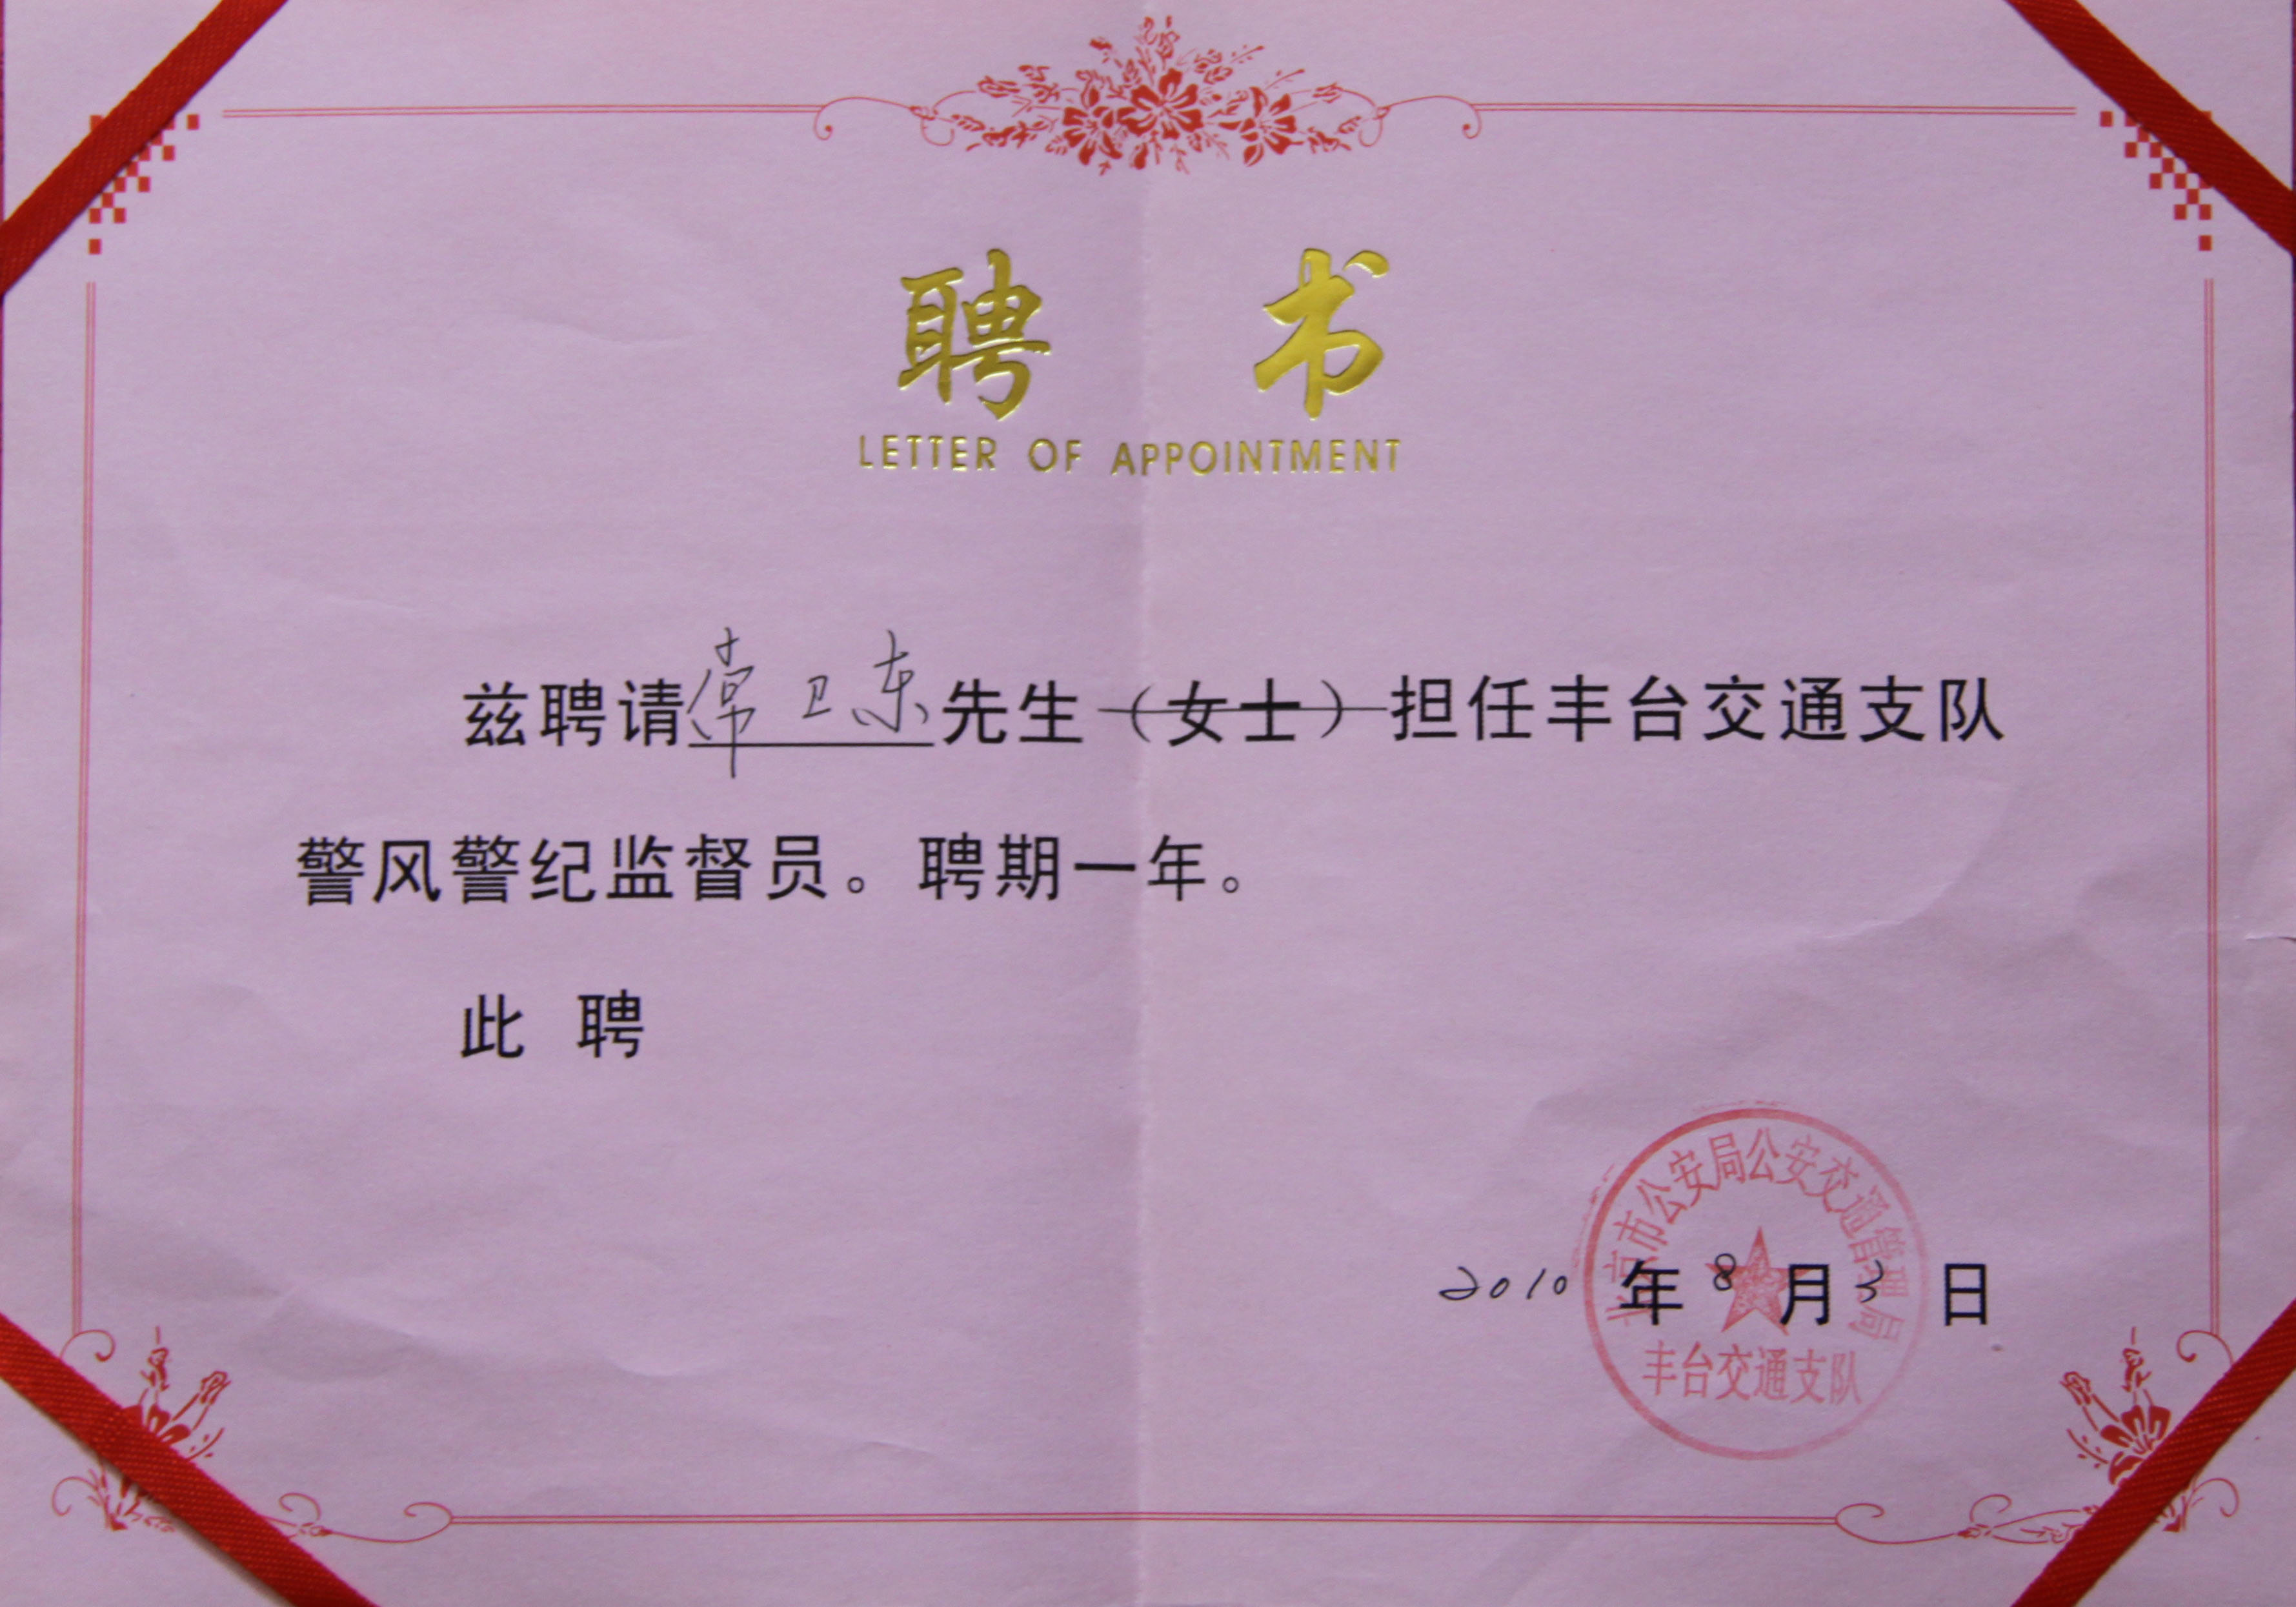 聘 书
LETTER OF APPOINTMENT
兹聘请常卫东先生（女士）担任丰台交通支队
警风警纪监督员。聘期一年。
此 聘
北京市公安局公安交通管理局
2010 年 8 月 3 日
丰台交通支队